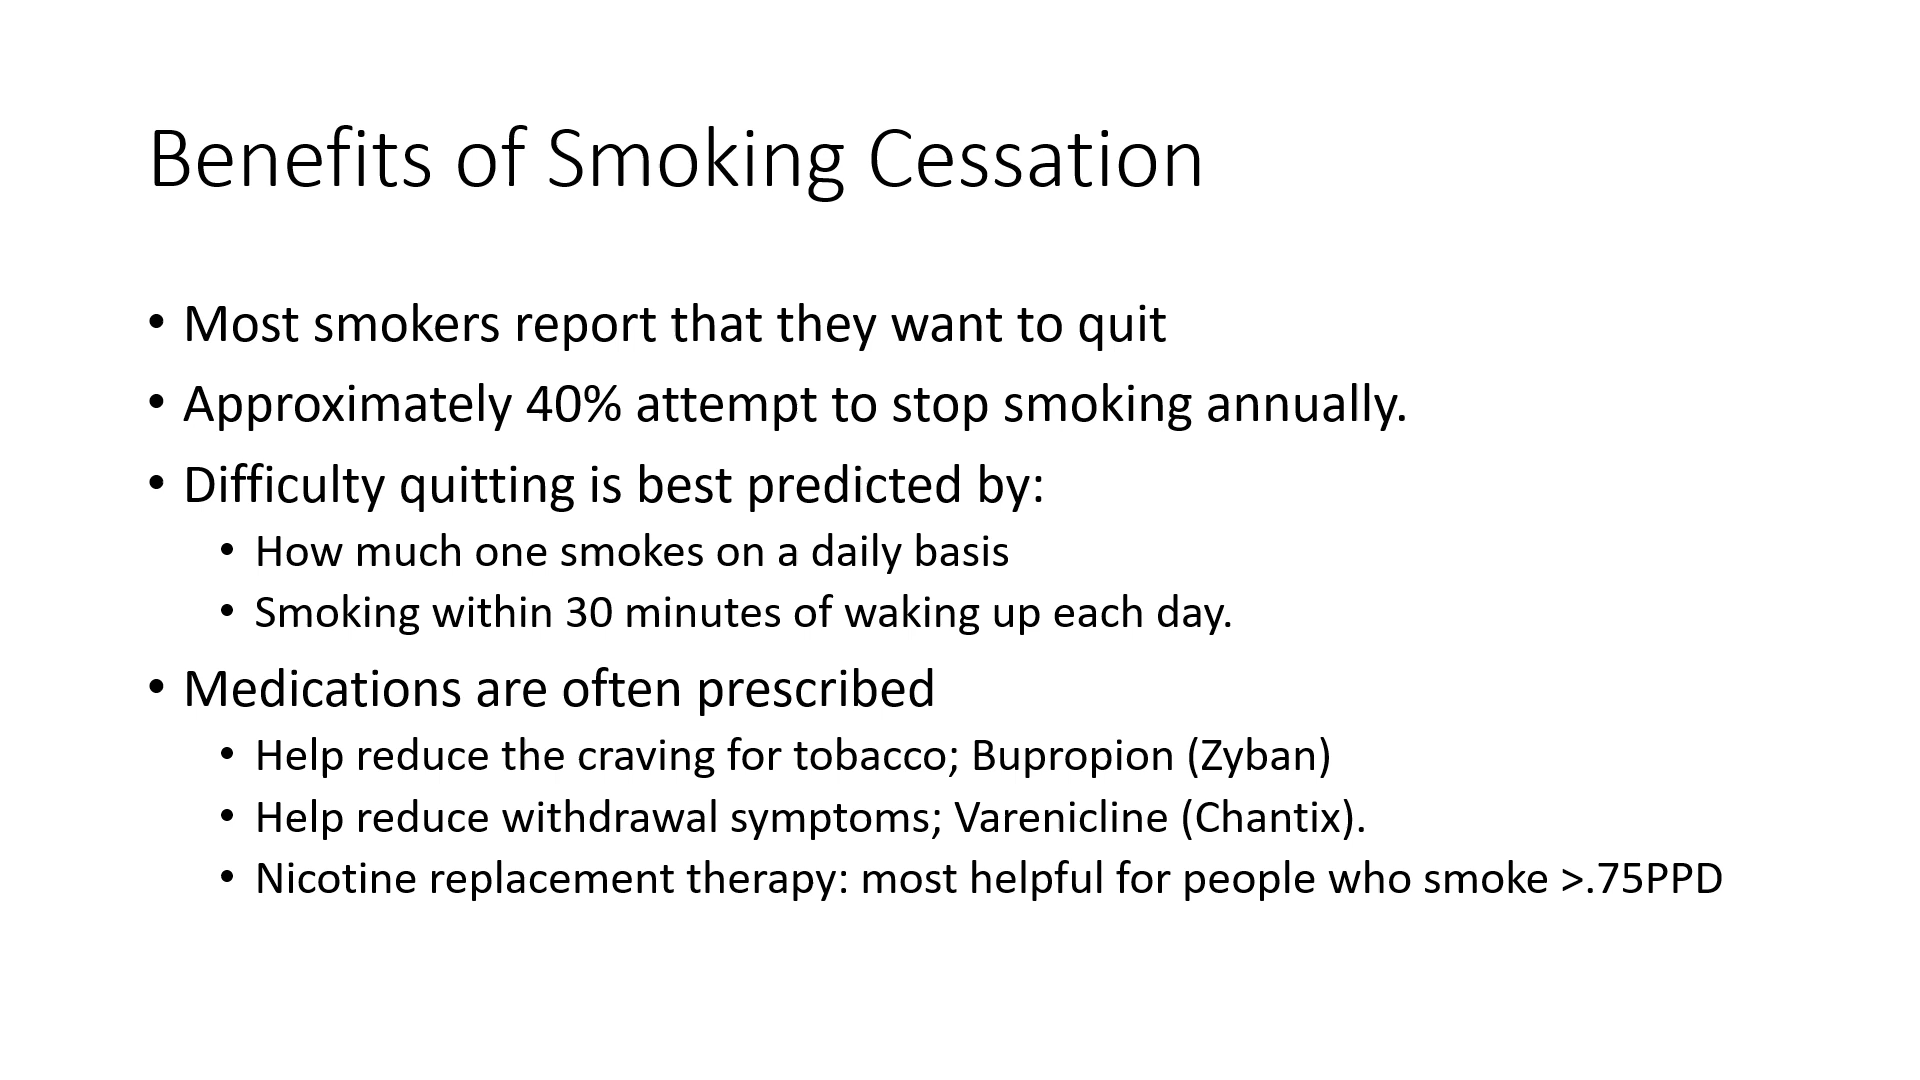 Benefits of Smoking Cessation
• Most smokers report that they want to quit
• Approximately 40% attempt to stop smoking annually.
• Difficulty quitting is best predicted by:
• How much one smokes on a daily basis
• Smoking within 30 minutes of waking up each day.
• Medications are often prescribed
• Help reduce the craving for tobacco; Bupropion (Zyban)
• Help reduce withdrawal symptoms; Varenicline (Chantix).
• Nicotine replacement therapy: most helpful for people who smoke >.75PPD